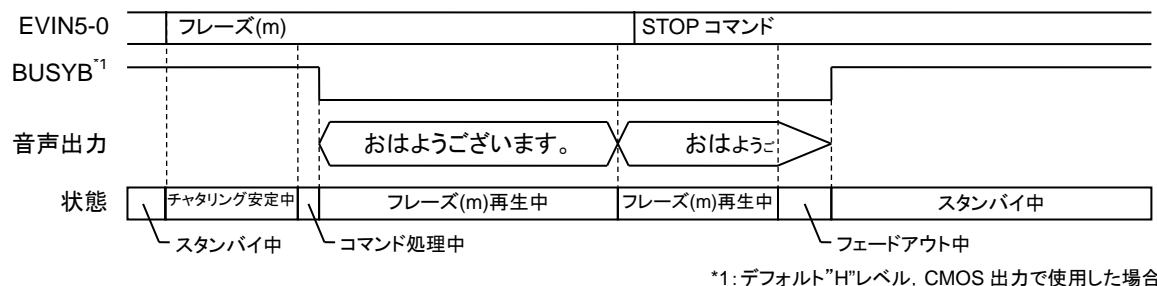 EVIN5-0 フレーズ(m) STOP コマンド
BUSYB*1
音声出力 おはようございます。 おはようご
状態 チャタリング安定中 フレーズ(m)再生中 フレーズ(m)再生中 スタンバイ中
スタンバイ中 コマンド処理中 フェードアウト中
*1:デフォルト"H"レベル, CMOS 出力で使用した場合